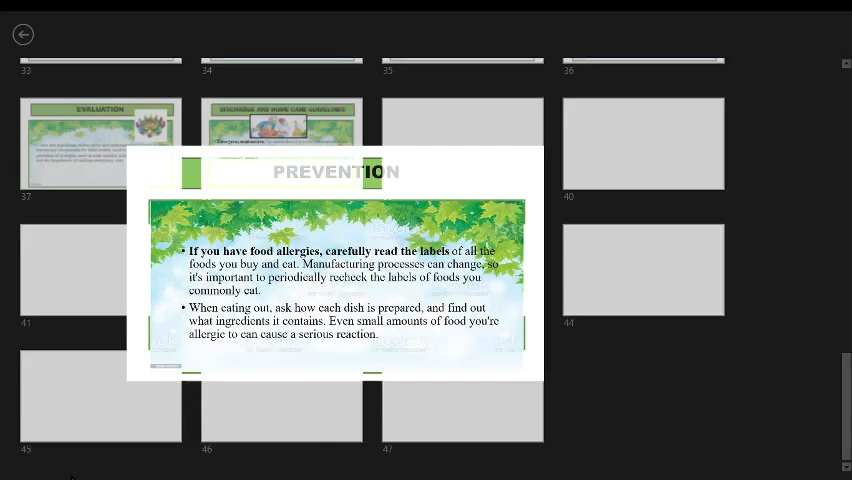 33
34
35
36
EVALUATION
DISCHARGE AND HOME CARE GUIDELINES
37
40
PREVENTION
• If you have food allergies, carefully read the labels of all the
foods you buy and eat. Manufacturing processes can change, so
it's important to periodically recheck the labels of foods you
commonly eat.
• When eating out, ask how each dish is prepared, and find out
what ingredients it contains. Even small amounts of food you're
allergic to can cause a serious reaction.
41
44
45
46
47